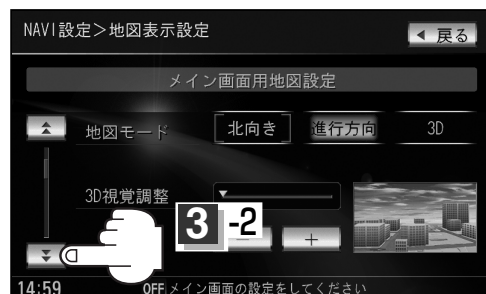 NAVI設定＞地図表示設定
戻る
メイン画面用地図設定
地図モード 北向き 進行方向 3D
3D視覚調整
3 -2
－ ＋
14:59 OFF メイン画面の設定をしてください